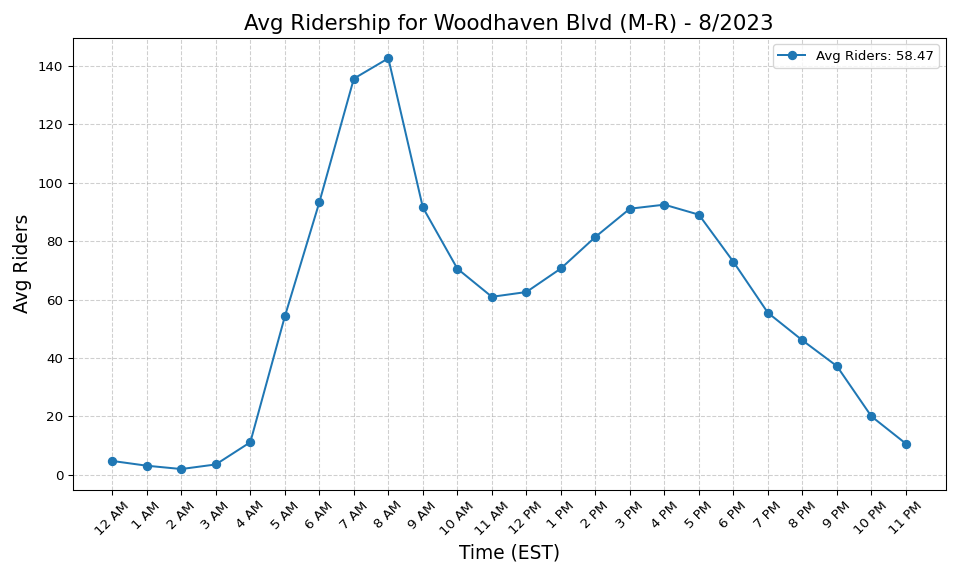 Avg Ridership for Woodhaven Blvd (M-R) - 8/2023
Avg Riders: 58.47
Avg Riders
140
120
100
80
60
40
20
0
12 AM
1 AM
2 AM
3 AM
4 AM
5 AM
6 AM
7 AM
8 AM
9 AM
10 AM
11 AM
12 PM
1 PM
2 PM
3 PM
4 PM
5 PM
6 PM
7 PM
8 PM
9 PM
10 PM
11 PM
Time (EST)